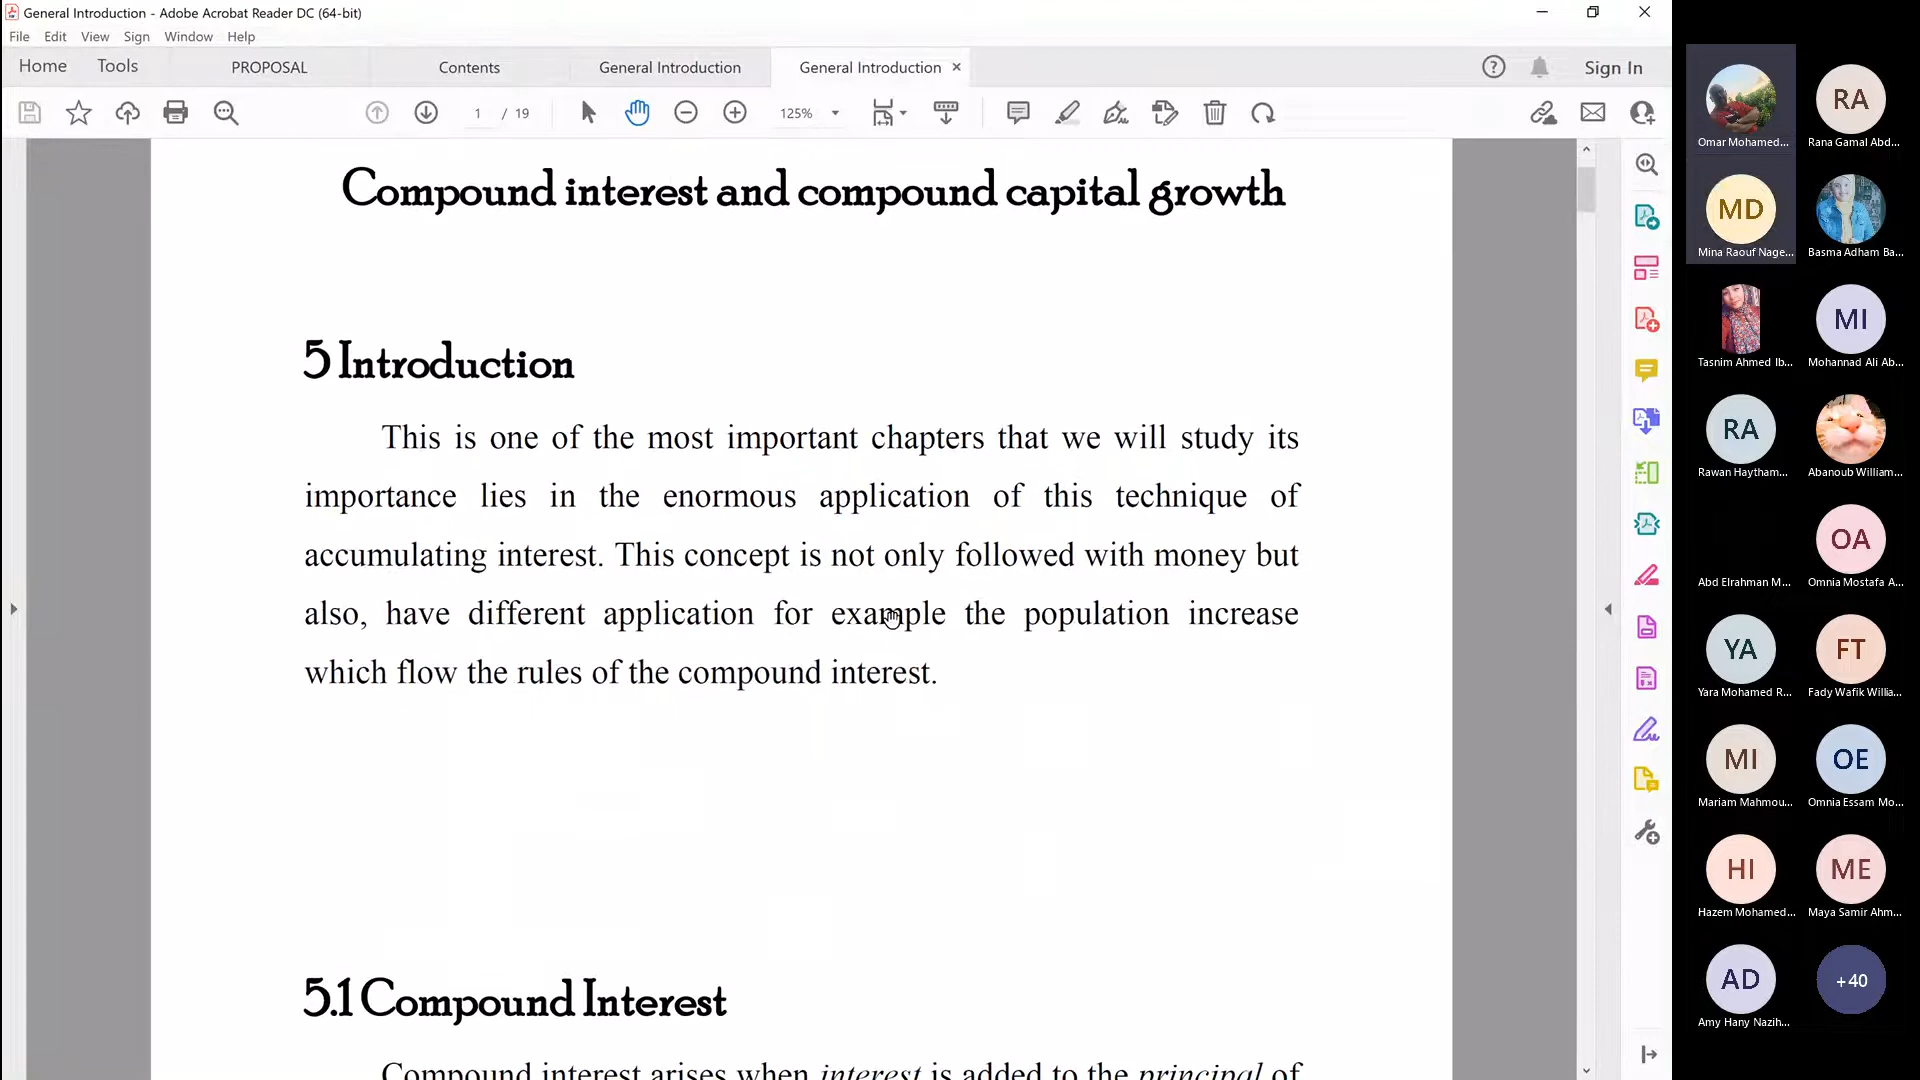 General Introduction - Adobe Acrobat Reader DC (64-bit)
File Edit View Sign Window Help
Home Tools PROPOSAL Contents General Introduction General Introduction Sign In
1 / 19 125%
Compound interest and compound capital growth
5 Introduction
This is one of the most important chapters that we will study its
importance lies in the enormous application of this technique of
accumulating interest. This concept is not only followed with money but
also, have different application for example the population increase
which flow the rules of the compound interest.
5.1 Compound Interest
Compound interest arises when interest is added to the principal of
RA
Omar Mohamed... Rana Gamal Abd...
MD
Mina Raouf Nage... Basma Adham Ba...
MI
Tasnim Ahmed Ib... Mohannad Ali Ab...
RA
Rawan Haytham... Abanoub William...
OA
Abd Elrahman M... Omnia Mostafa A...
YA FT
Yara Mohamed R... Fady Wafik Willia...
MI OE
Mariam Mahmou... Omnia Essam Mo...
HI ME
Hazem Mohamed... Maya Samir Ahm...
AD +40
Amy Hany Nazih...